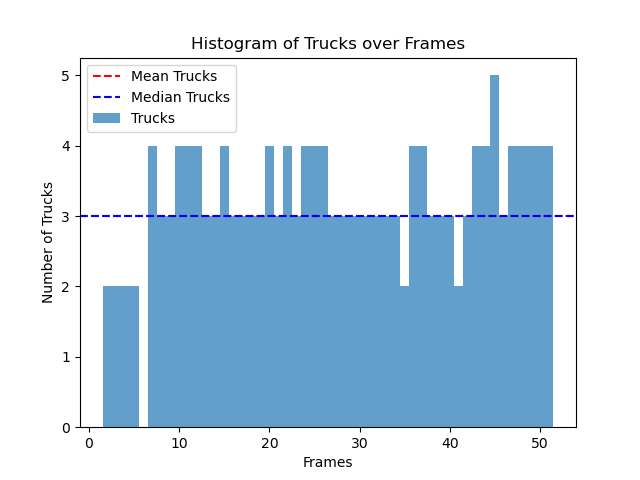 Histogram of Trucks over Frames
Mean Trucks
Median Trucks
Trucks
Number of Trucks
5
4
3
2
1
0
0 10 20 30 40 50
Frames